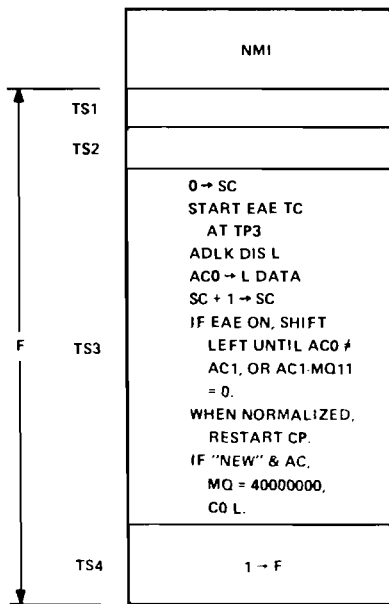 NMI
TS1
TS2
0 → SC
START EAE TC
AT TP3
ADLK DIS L
AC0 → L DATA
SC + 1 → SC
IF EAE ON, SHIFT
LEFT UNTIL AC0 ≠
AC1, OR AC1-MQ11
= 0.
WHEN NORMALIZED,
RESTART CP.
IF "NEW" & AC,
MQ = 40000000,
C0 L.
F
TS3
TS4
1 → F